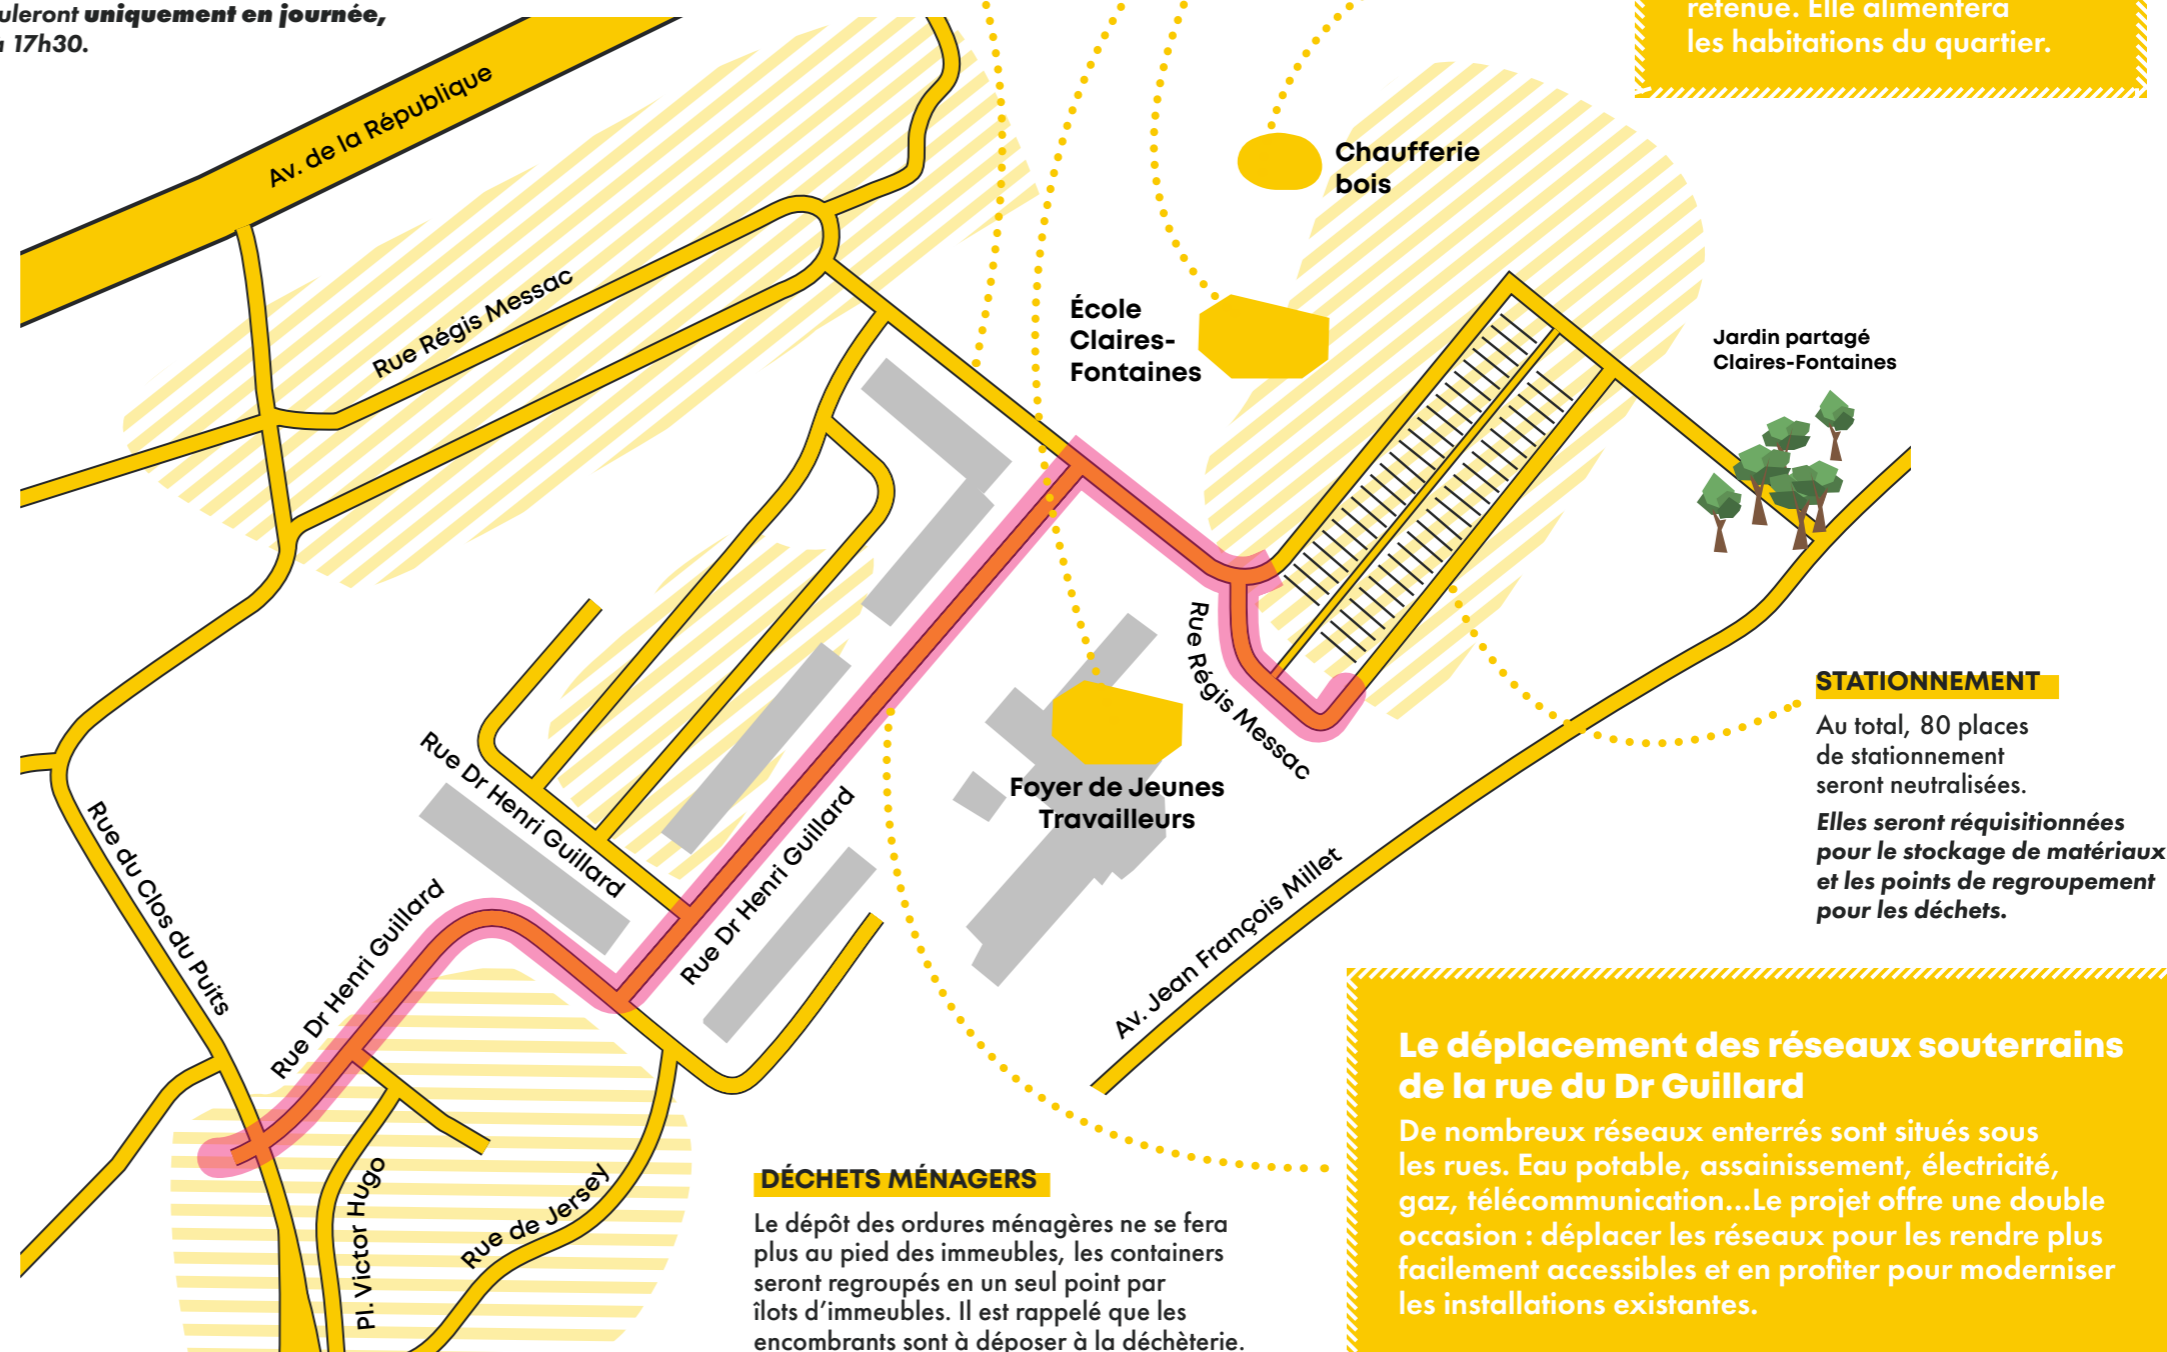 uleront uniquement en journée,
à 17h30.
retenue. Elle alimentera
les habitations du quartier.
Av. de la République
Chaufferie
bois
Rue Régis Messac
École
Claires-
Fontaines
Jardin partagé
Claires-Fontaines
Rue Régis Messac
STATIONNEMENT
Au total, 80 places
de stationnement
seront neutralisées.
Elles seront réquisitionnées
pour le stockage de matériaux
et les points de regroupement
pour les déchets.
Foyer de Jeunes
Travailleurs
Rue Dr Henri Guillard
Rue Dr Henri Guillard
Rue Dr Henri Guillard
Rue du Clos du Puits
Av. Jean François Millet
Pl. Victor Hugo
Rue de Jersey
DÉCHETS MÉNAGERS
Le dépôt des ordures ménagères ne se fera
plus au pied des immeubles, les containers
seront regroupés en un seul point par
îlots d’immeubles. Il est rappelé que les
encombrants sont à déposer à la déchèterie.
Le déplacement des réseaux souterrains
de la rue du Dr Guillard
De nombreux réseaux enterrés sont situés sous
les rues. Eau potable, assainissement, électricité,
gaz, télécommunication...Le projet offre une double
occasion : déplacer les réseaux pour les rendre plus
facilement accessibles et en profiter pour moderniser
les installations existantes.